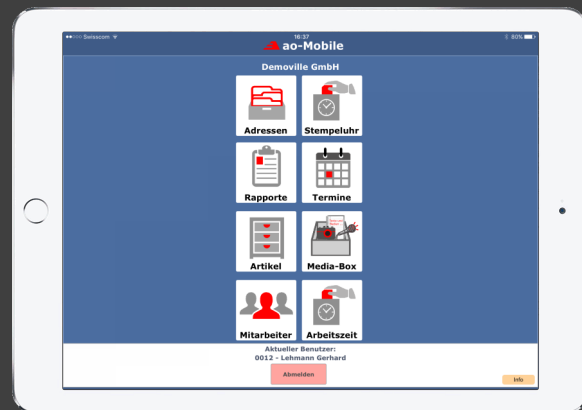 Swisscom
16:37
80%
ao-Mobile
Demoville GmbH
Adressen
Stempeluhr
Rapporte
Termine
Artikel
Media-Box
Mitarbeiter
Arbeitszeit
Aktueller Benutzer:
0012 - Lehmann Gerhard
Abmelden
Info